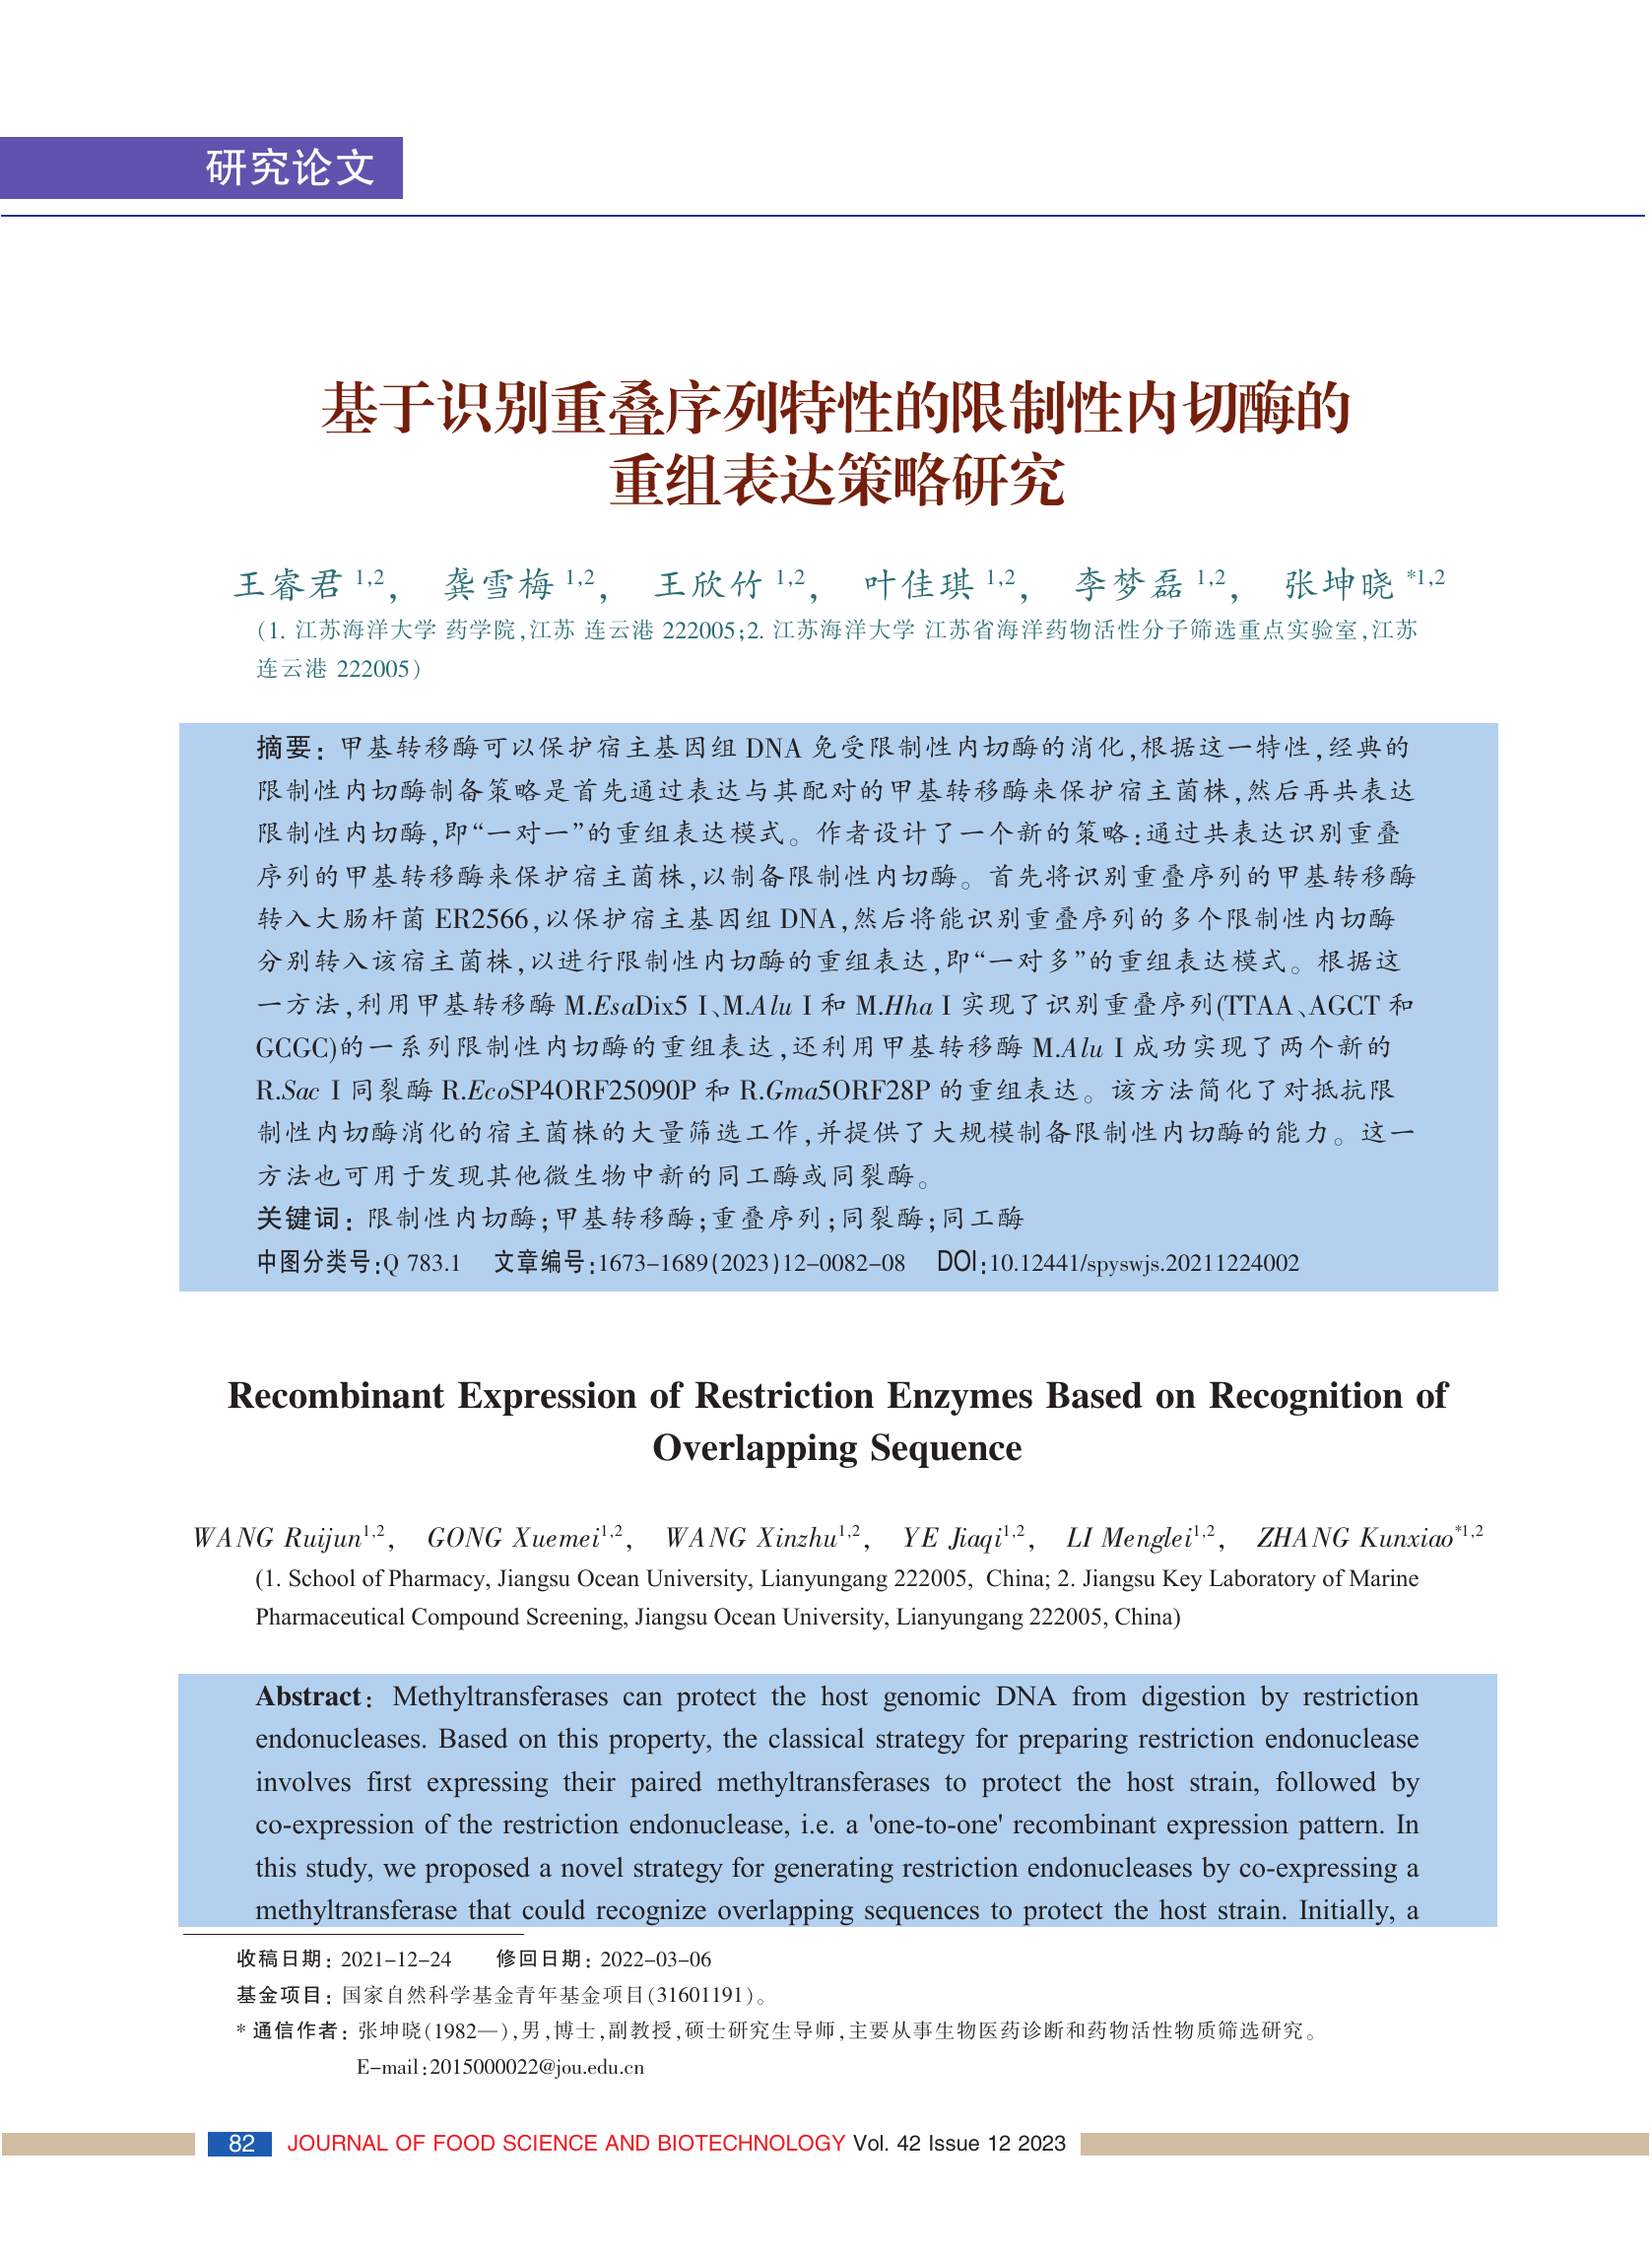 研究论文
基于识别重叠序列特性的限制性内切酶的
重组表达策略研究
王睿君 1,2， 龚雪梅 1,2， 王欣竹 1,2， 叶佳琪 1,2， 李梦磊 1,2， 张坤晓 *1,2
(1. 江苏海洋大学 药学院,江苏 连云港 222005;2. 江苏海洋大学 江苏省海洋药物活性分子筛选重点实验室,江苏
连云港 222005)
摘要: 甲基转移酶可以保护宿主基因组 DNA 免受限制性内切酶的消化,根据这一特性,经典的
限制性内切酶制备策略是首先通过表达与其配对的甲基转移酶来保护宿主菌株,然后再共表达
限制性内切酶,即“一对一”的重组表达模式。作者设计了一个新的策略:通过共表达识别重叠
序列的甲基转移酶来保护宿主菌株,以制备限制性内切酶。首先将识别重叠序列的甲基转移酶
转入大肠杆菌 ER2566,以保护宿主基因组 DNA,然后将能识别重叠序列的多个限制性内切酶
分别转入该宿主菌株,以进行限制性内切酶的重组表达,即“一对多”的重组表达模式。根据这
一方法,利用甲基转移酶 M.EsaDix5 I、M.Alu I 和 M.Hha I 实现了识别重叠序列(TTAA、AGCT 和
GCGC)的一系列限制性内切酶的重组表达,还利用甲基转移酶 M.Alu I 成功实现了两个新的
R.Sac I 同裂酶 R.EcoSP4ORF25090P 和 R.Gma5ORF28P 的重组表达。该方法简化了对抵抗限
制性内切酶消化的宿主菌株的大量筛选工作,并提供了大规模制备限制性内切酶的能力。这一
方法也可用于发现其他微生物中新的同工酶或同裂酶。
关键词: 限制性内切酶;甲基转移酶;重叠序列;同裂酶;同工酶
中图分类号:Q 783.1 文章编号:1673-1689(2023)12-0082-08 DOI:10.12441/spyswjs.20211224002
Recombinant Expression of Restriction Enzymes Based on Recognition of
Overlapping Sequence
WANG Ruijun1,2, GONG Xuemei1,2, WANG Xinzhu1,2, YE Jiaqi1,2, LI Menglei1,2, ZHANG Kunxiao*1,2
(1. School of Pharmacy, Jiangsu Ocean University, Lianyungang 222005, China; 2. Jiangsu Key Laboratory of Marine
Pharmaceutical Compound Screening, Jiangsu Ocean University, Lianyungang 222005, China)
Abstract: Methyltransferases can protect the host genomic DNA from digestion by restriction
endonucleases. Based on this property, the classical strategy for preparing restriction endonuclease
involves first expressing their paired methyltransferases to protect the host strain, followed by
co-expression of the restriction endonuclease, i.e. a 'one-to-one' recombinant expression pattern. In
this study, we proposed a novel strategy for generating restriction endonucleases by co-expressing a
methyltransferase that could recognize overlapping sequences to protect the host strain. Initially, a
收稿日期: 2021-12-24 修回日期: 2022-03-06
基金项目: 国家自然科学基金青年基金项目(31601191)。
* 通信作者: 张坤晓(1982—),男,博士,副教授,硕士研究生导师,主要从事生物医药诊断和药物活性物质筛选研究。
E-mail:2015000022@jou.edu.cn
82 JOURNAL OF FOOD SCIENCE AND BIOTECHNOLOGY Vol. 42 Issue 12 2023